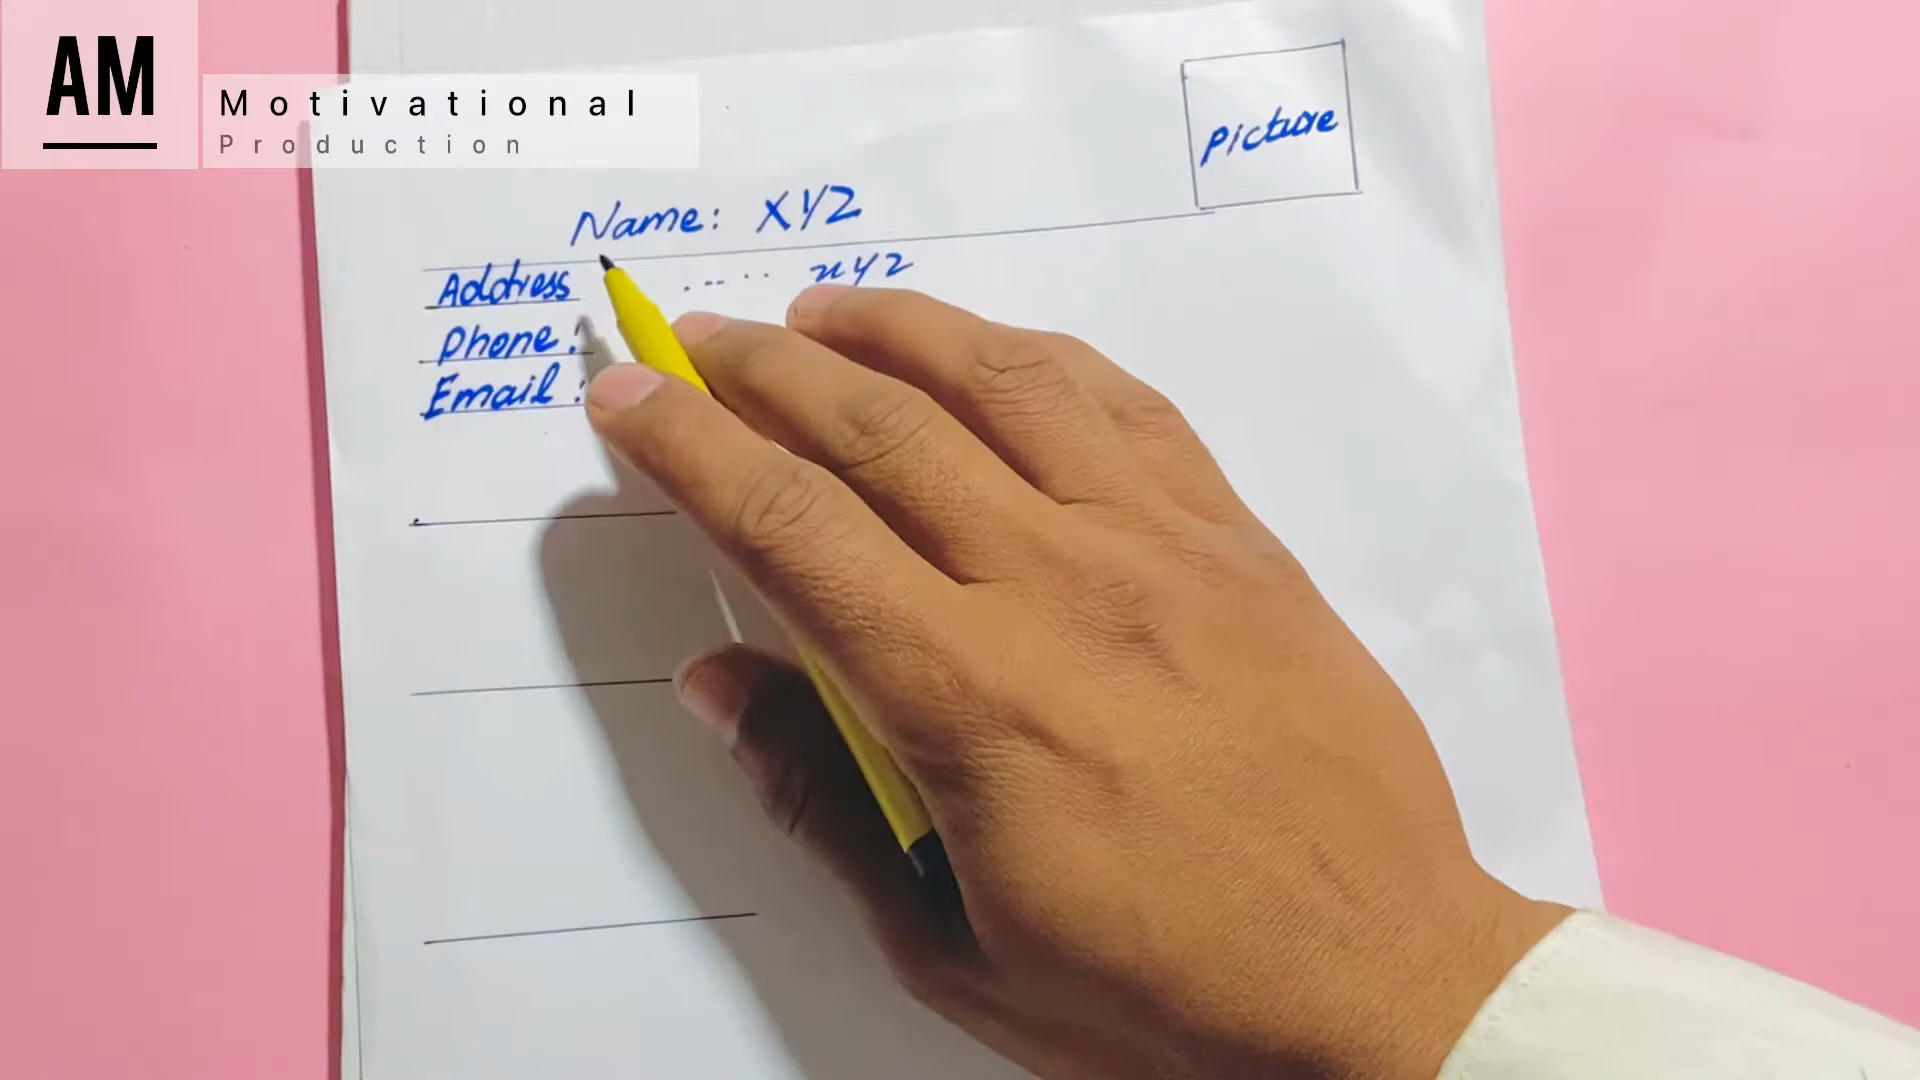 AM
Motivational
Production
Picture
Name: XYZ
Address .--·· xyz
Phone:
Email: